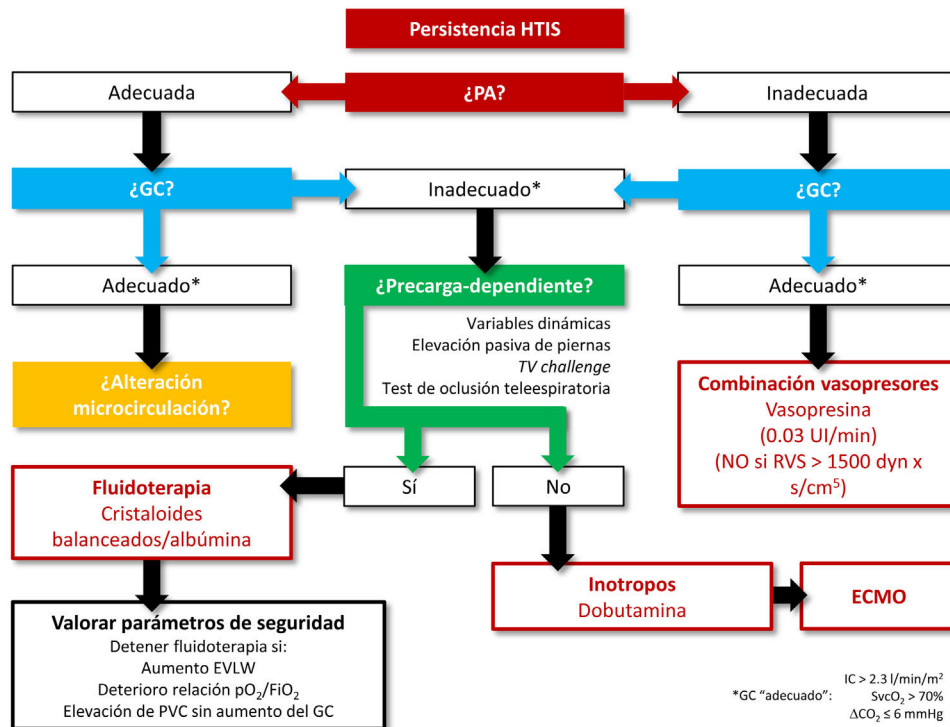 Persistencia HTIS
Adecuada
¿PA?
Inadecuada
¿GC?
Inadecuado*
¿GC?
Adecuado*
¿Precarga-dependiente?
Adecuado*
Variables dinámicas
Elevación pasiva de piernas
TV challenge
Test de oclusión teleespiratoria
¿Alteración
microcirculación?
Combinación vasopresores
Vasopresina
(0.03 UI/min)
(NO si RVS > 1500 dyn x
s/cm⁵)
Sí
No
Fluidoterapia
Cristaloides
balanceados/albúmina
Inotropos
Dobutamina
ECMO
Valorar parámetros de seguridad
Detener fluidoterapia si:
Aumento EVLW
Deterioro relación pO₂/FiO₂
Elevación de PVC sin aumento del GC
*GC “adecuado”:
IC > 2.3 l/min/m²
SvcO₂ > 70%
ΔCO₂ ≤ 6 mmHg